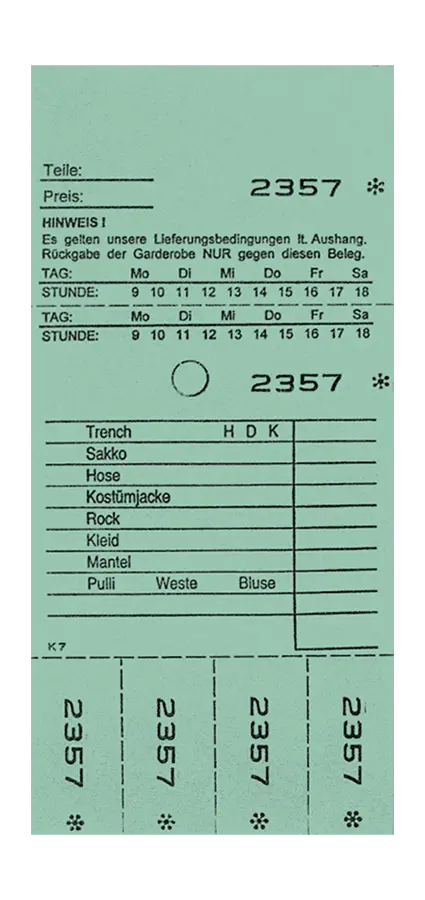 Teile:
Preis:
2357 *
HINWEIS!
Es gelten unsere Lieferungsbedingungen lt. Aushang.
Rückgabe der Garderobe NUR gegen diesen Beleg.
TAG: Mo Di Mi Do Fr Sa
STUNDE: 9 10 11 12 13 14 15 16 17 18
TAG: Mo Di Mi Do Fr Sa
STUNDE: 9 10 11 12 13 14 15 16 17 18
2357 *
Trench H D K
Sakko
Hose
Kostümjacke
Rock
Kleid
Mantel
Pulli Weste Bluse
K7
2357 *
2357 *
2357 *
2357 *